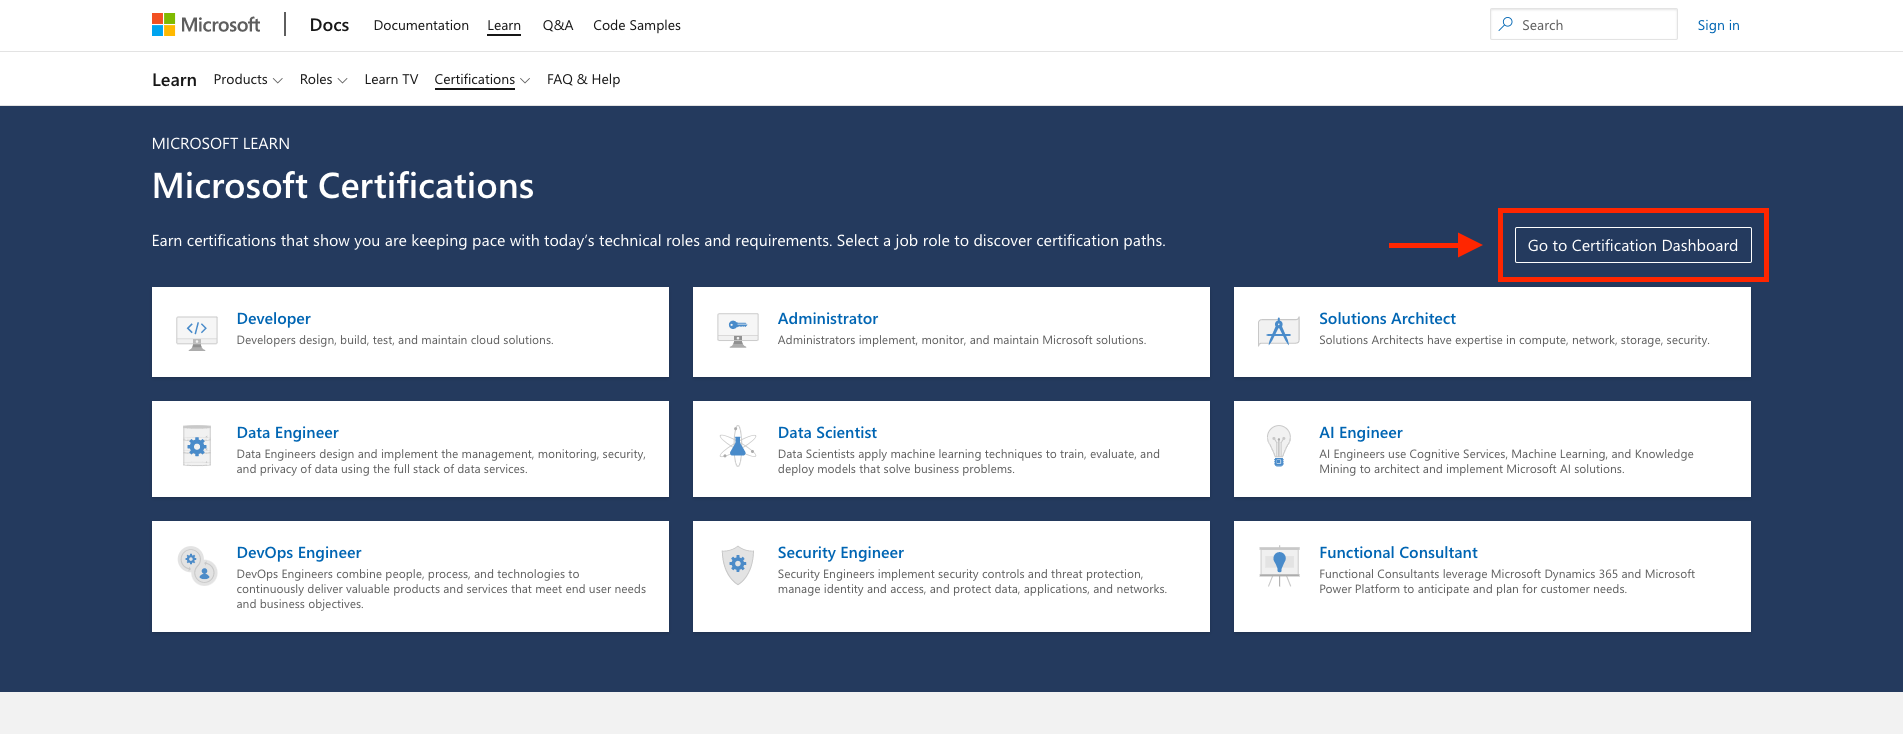 Microsoft Docs Documentation Learn Q&A Code Samples Search Sign in
Learn Products Roles Learn TV Certifications FAQ & Help
MICROSOFT LEARN
Microsoft Certifications
Earn certifications that show you are keeping pace with today's technical roles and requirements. Select a job role to discover certification paths.
Go to Certification Dashboard
Developer
Developers design, build, test, and maintain cloud solutions.
Administrator
Administrators implement, monitor, and maintain Microsoft solutions.
Solutions Architect
Solutions Architects have expertise in compute, network, storage, security.
Data Engineer
Data Engineers design and implement the management, monitoring, security,
and privacy of data using the full stack of data services.
Data Scientist
Data Scientists apply machine learning techniques to train, evaluate, and
deploy models that solve business problems.
AI Engineer
AI Engineers use Cognitive Services, Machine Learning, and Knowledge
Mining to architect and implement Microsoft AI solutions.
DevOps Engineer
DevOps Engineers combine people, process, and technologies to
continuously deliver valuable products and services that meet end user needs
and business objectives.
Security Engineer
Security Engineers implement security controls and threat protection,
manage identity and access, and protect data, applications, and networks.
Functional Consultant
Functional Consultants leverage Microsoft Dynamics 365 and Microsoft
Power Platform to anticipate and plan for customer needs.